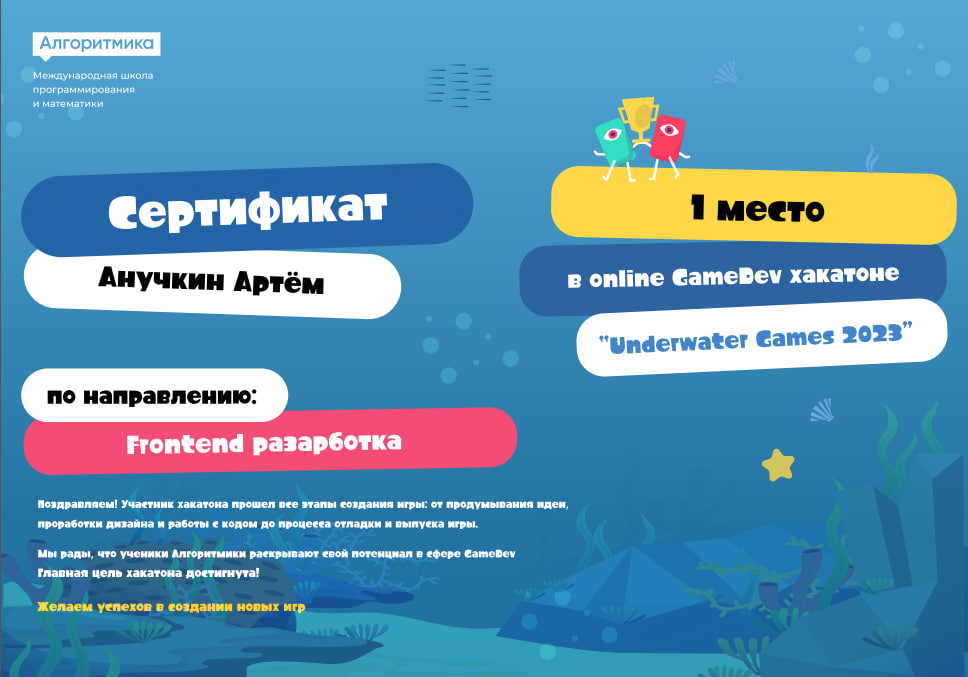 Алгоритмика
Международная школа
программирования
и математики
Сертификат
Анучкин Артём
1 место
в online GameDev хакатоне
"Underwater Games 2023"
по направлению:
Frontend разарботка
Поздравляем! Участник хакатона прошел все этапы создания игры: от продумывания идеи,
проработки дизайна и работы с кодом до процесса отладки и выпуска игры.
Мы рады, что ученики Алгоритмики раскрывают свой потенциал в сфере GameDev
Главная цель хакатона достигнута!
Желаем успехов в создании новых игр